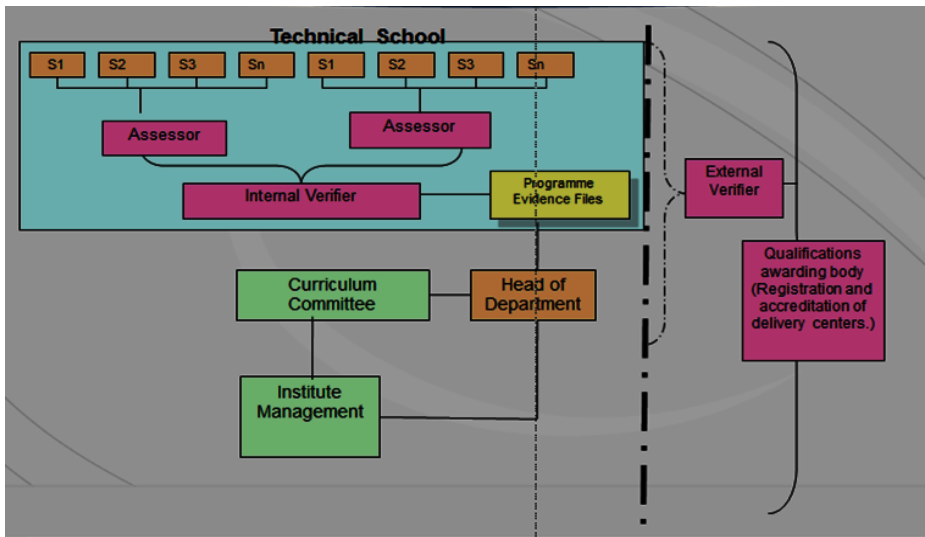 Technical School
S1 S2 S3 Sn S1 S2 S3 Sn
Assessor
Assessor
Internal Verifier
Programme
Evidence Files
External
Verifier
Qualifications
awarding body
(Registration and
accreditation of
delivery centers.)
Curriculum
Committee
Head of
Department
Institute
Management